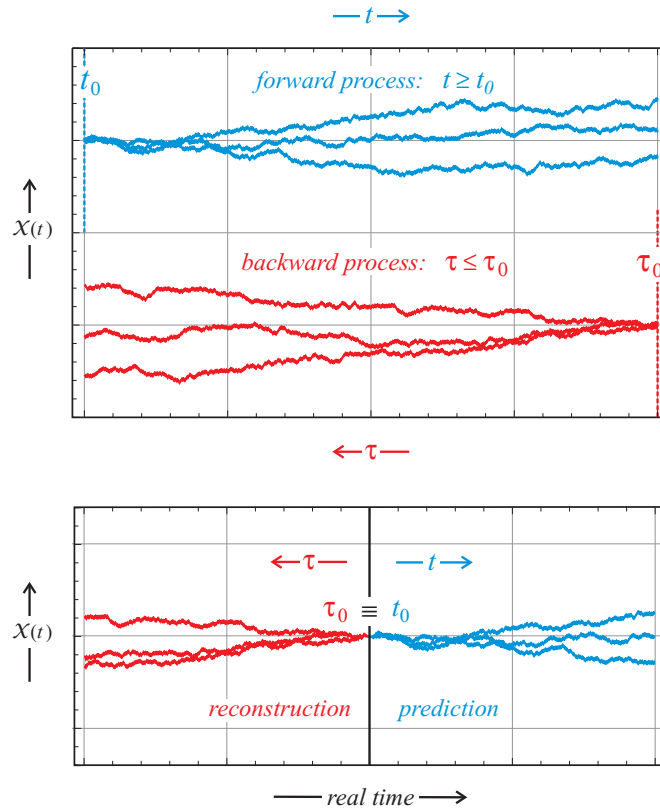 t
t₀
forward process: t ≥ t₀
X(t)
backward process: τ ≤ τ₀
τ₀
τ
τ t
τ₀ ≡ t₀
X(t)
reconstruction prediction
real time